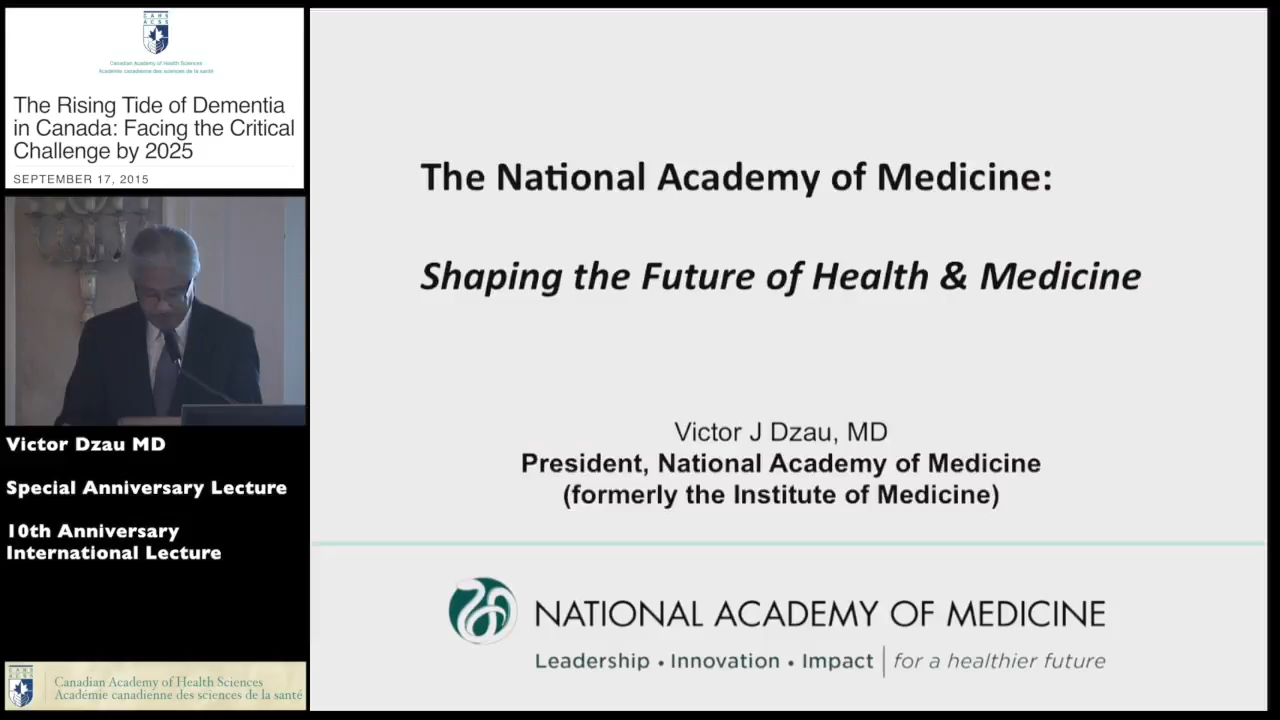 CAHS
ACSS
Canadian Academy of Health Sciences
Académie canadienne des sciences de la santé
The Rising Tide of Dementia
in Canada: Facing the Critical
Challenge by 2025
SEPTEMBER 17, 2015
Victor Dzau MD
Special Anniversary Lecture
10th Anniversary
International Lecture
CAHS
ACSS
Canadian Academy of Health Sciences
Académie canadienne des sciences de la santé
The National Academy of Medicine:
Shaping the Future of Health & Medicine
Victor J Dzau, MD
President, National Academy of Medicine
(formerly the Institute of Medicine)
NATIONAL ACADEMY OF MEDICINE
Leadership • Innovation • Impact | for a healthier future